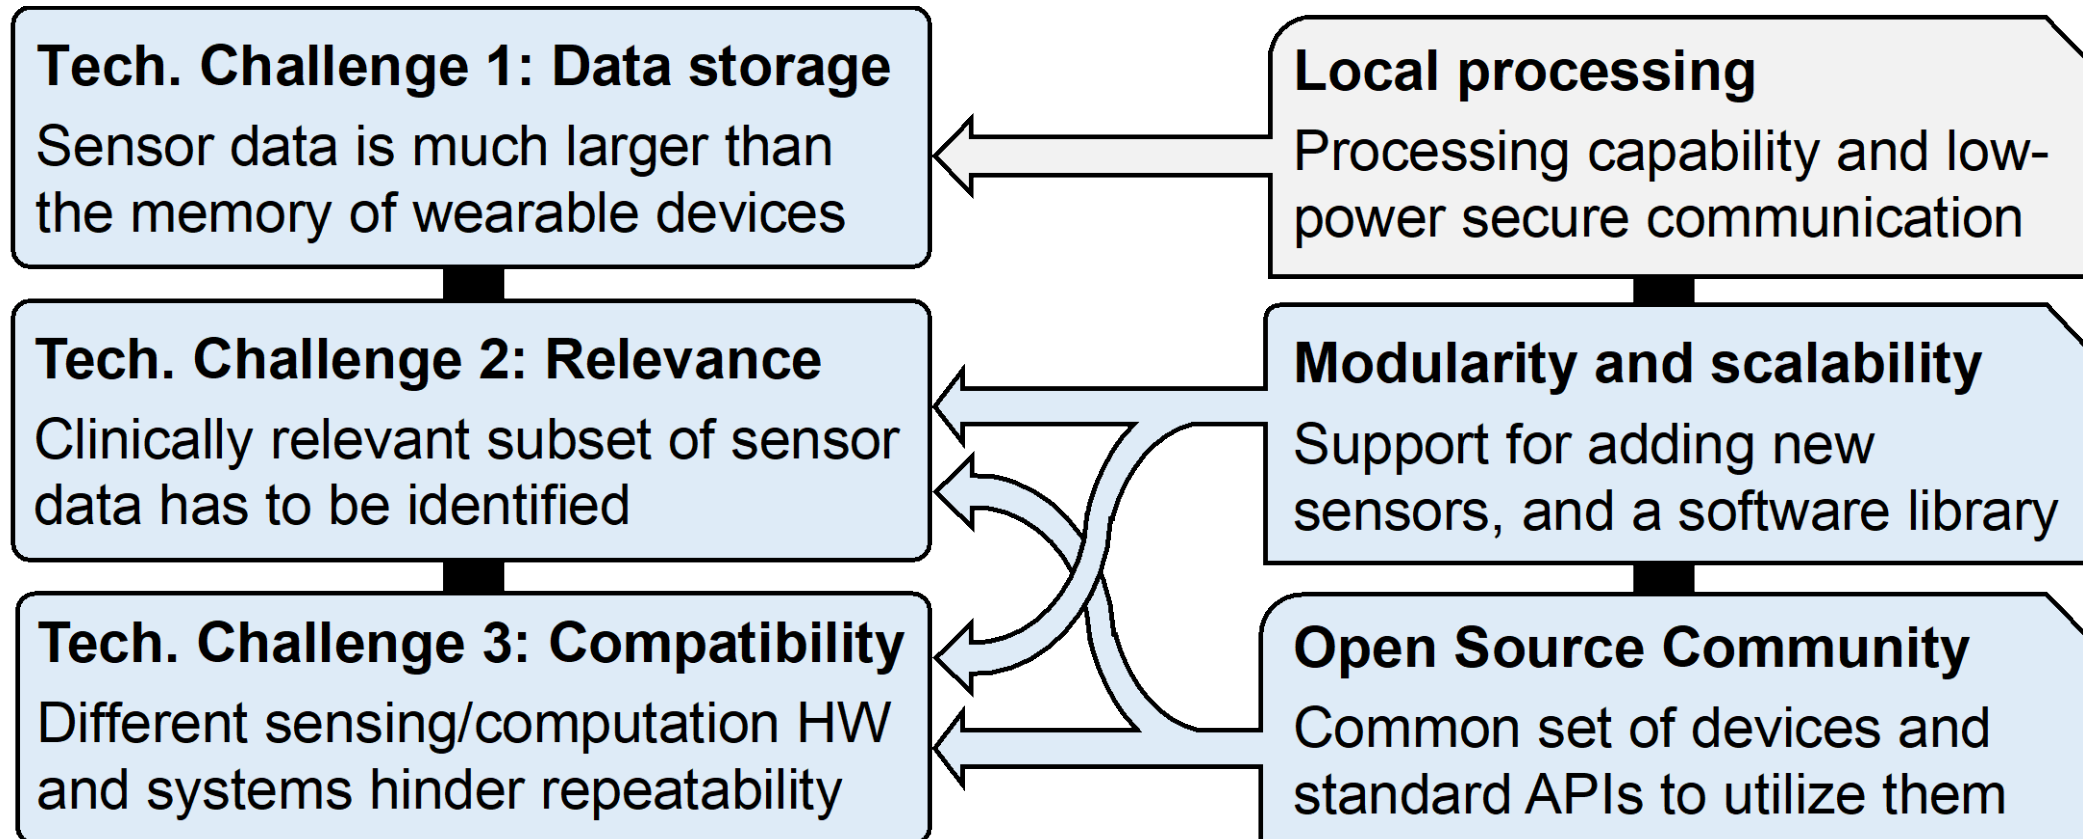 Tech. Challenge 1: Data storage
Sensor data is much larger than
the memory of wearable devices
Local processing
Processing capability and low-
power secure communication
Tech. Challenge 2: Relevance
Clinically relevant subset of sensor
data has to be identified
Modularity and scalability
Support for adding new
sensors, and a software library
Tech. Challenge 3: Compatibility
Different sensing/computation HW
and systems hinder repeatability
Open Source Community
Common set of devices and
standard APIs to utilize them